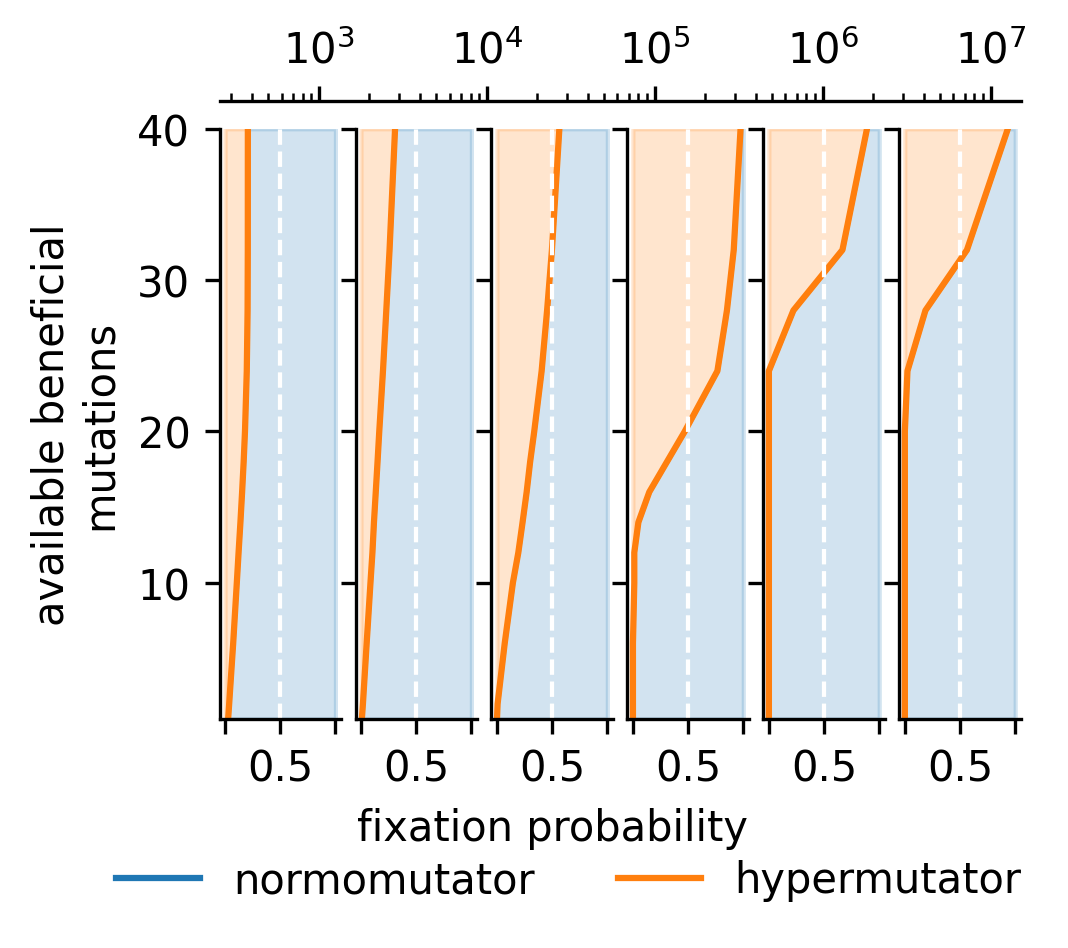 10³ 10⁴ 10⁵ 10⁶ 10⁷
40
30
20
10
available beneficial
mutations
0.5 0.5 0.5 0.5 0.5 0.5
fixation probability
normomutator hypermutator